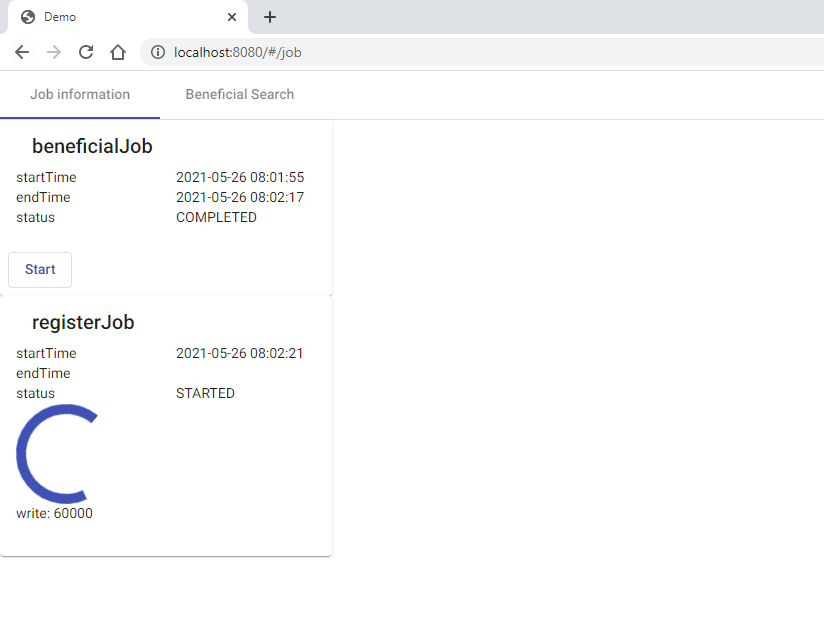 Demo
localhost:8080/#/job
Job information Beneficial Search
beneficialJob
startTime 2021-05-26 08:01:55
endTime 2021-05-26 08:02:17
status COMPLETED
Start
registerJob
startTime 2021-05-26 08:02:21
endTime
status STARTED
write: 60000